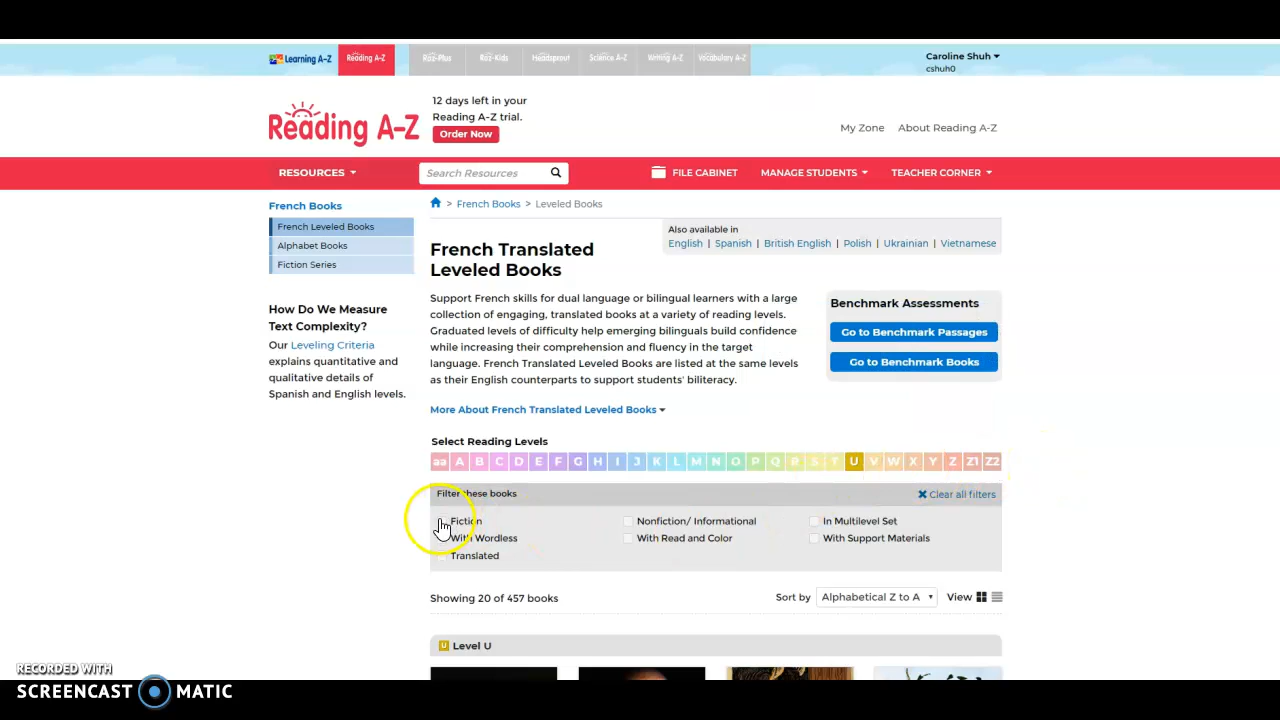 Learning A-Z
Reading A-Z
Raz-Plus
Raz-Kids
Headsprout
Science A-Z
Writing A-Z
Vocabulary A-Z
Caroline Shuh
cshuh0
Reading A-Z
12 days left in your
Reading A-Z trial.
Order Now
My Zone
About Reading A-Z
RESOURCES
Search Resources
FILE CABINET
MANAGE STUDENTS
TEACHER CORNER
French Books
French Leveled Books
Alphabet Books
Fiction Series
How Do We Measure
Text Complexity?
Our Leveling Criteria
explains quantitative and
qualitative details of
Spanish and English levels.
> French Books > Leveled Books
Also available in
English | Spanish | British English | Polish | Ukrainian | Vietnamese
French Translated
Leveled Books
Support French skills for dual language or bilingual learners with a large
collection of engaging, translated books at a variety of reading levels.
Graduated levels of difficulty help emerging bilinguals build confidence
while increasing their comprehension and fluency in the target
language. French Translated Leveled Books are listed at the same levels
as their English counterparts to support students' biliteracy.
Benchmark Assessments
Go to Benchmark Passages
Go to Benchmark Books
More About French Translated Leveled Books
Select Reading Levels
aa A B C D E F G H I J K L M N O P Q R S T U V W X Y Z Z1 Z2
Filter these books
Clear all filters
Fiction
Nonfiction/ Informational
In Multilevel Set
With Wordless
With Read and Color
With Support Materials
Translated
Showing 20 of 457 books
Sort by
Alphabetical Z to A
View
U Level U
RECORDED WITH
SCREENCAST MATIC